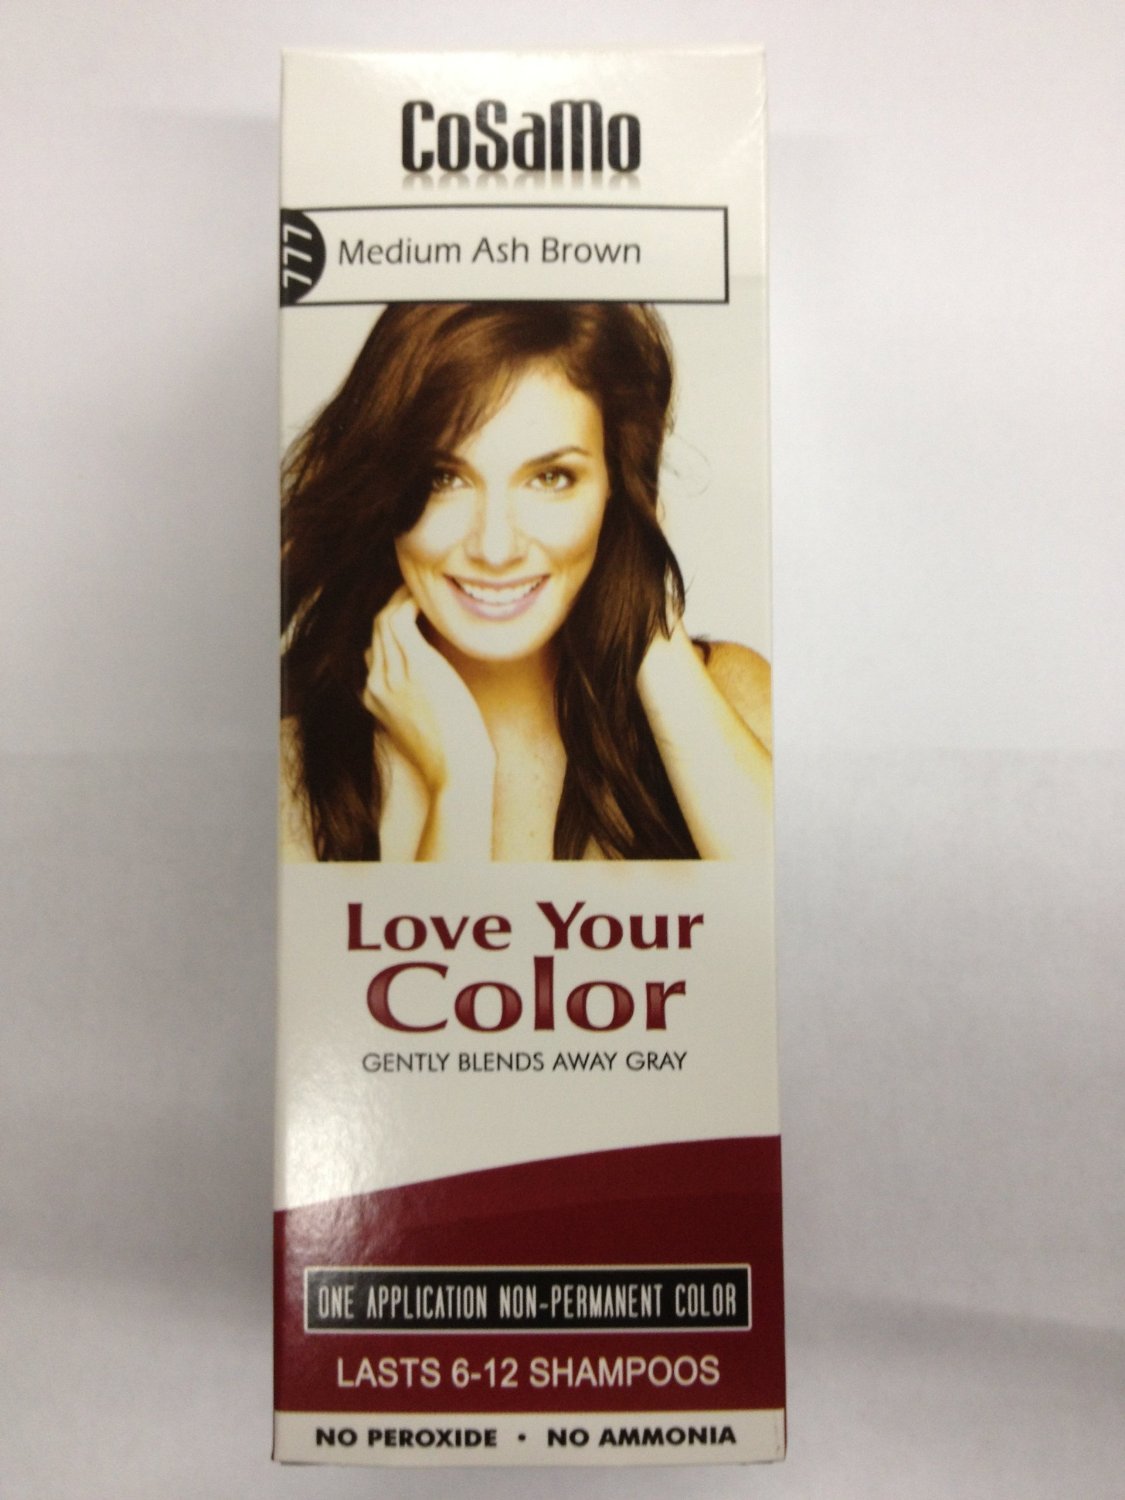 CoSaMo
777 Medium Ash Brown
Love Your
Color
GENTLY BLENDS AWAY GRAY
ONE APPLICATION NON-PERMANENT COLOR
LASTS 6-12 SHAMPOOS
NO PEROXIDE • NO AMMONIA